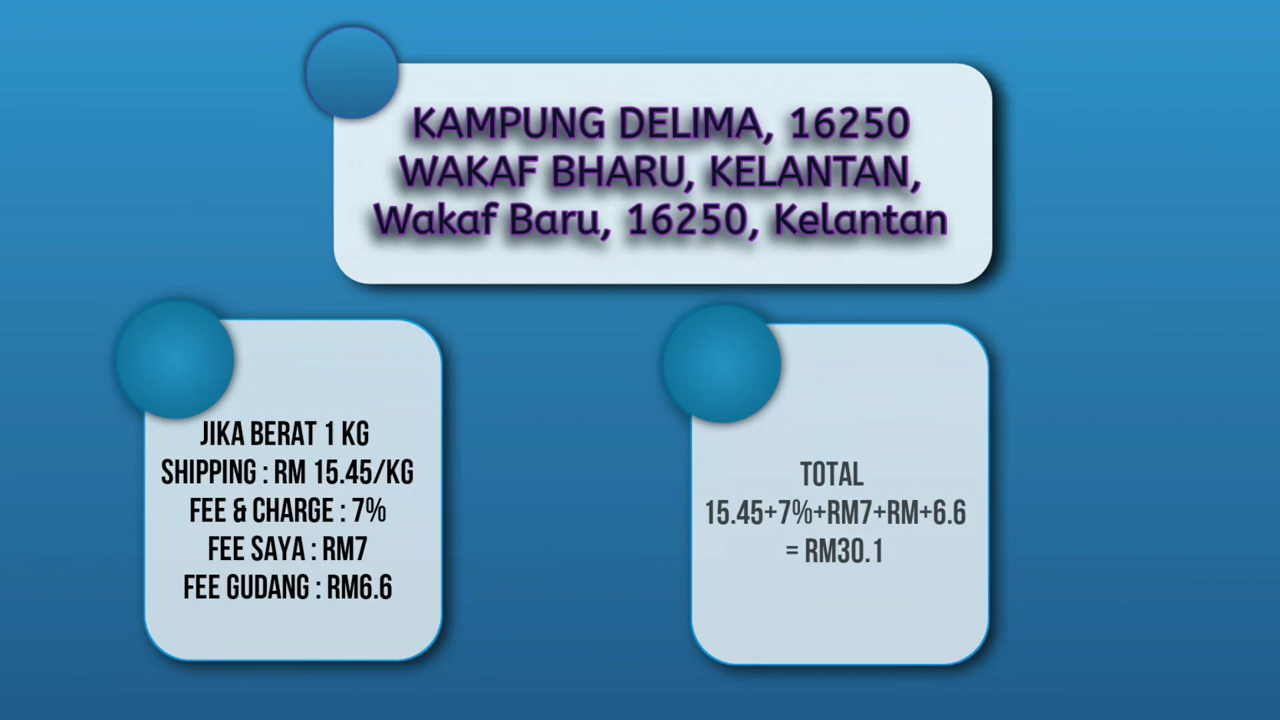 KAMPUNG DELIMA, 16250
WAKAF BHARU, KELANTAN,
Wakaf Baru, 16250, Kelantan
JIKA BERAT 1 KG
SHIPPING : RM 15.45/KG
FEE & CHARGE : 7%
FEE SAYA : RM7
FEE GUDANG : RM6.6
TOTAL
15.45+7%+RM7+RM+6.6
= RM30.1